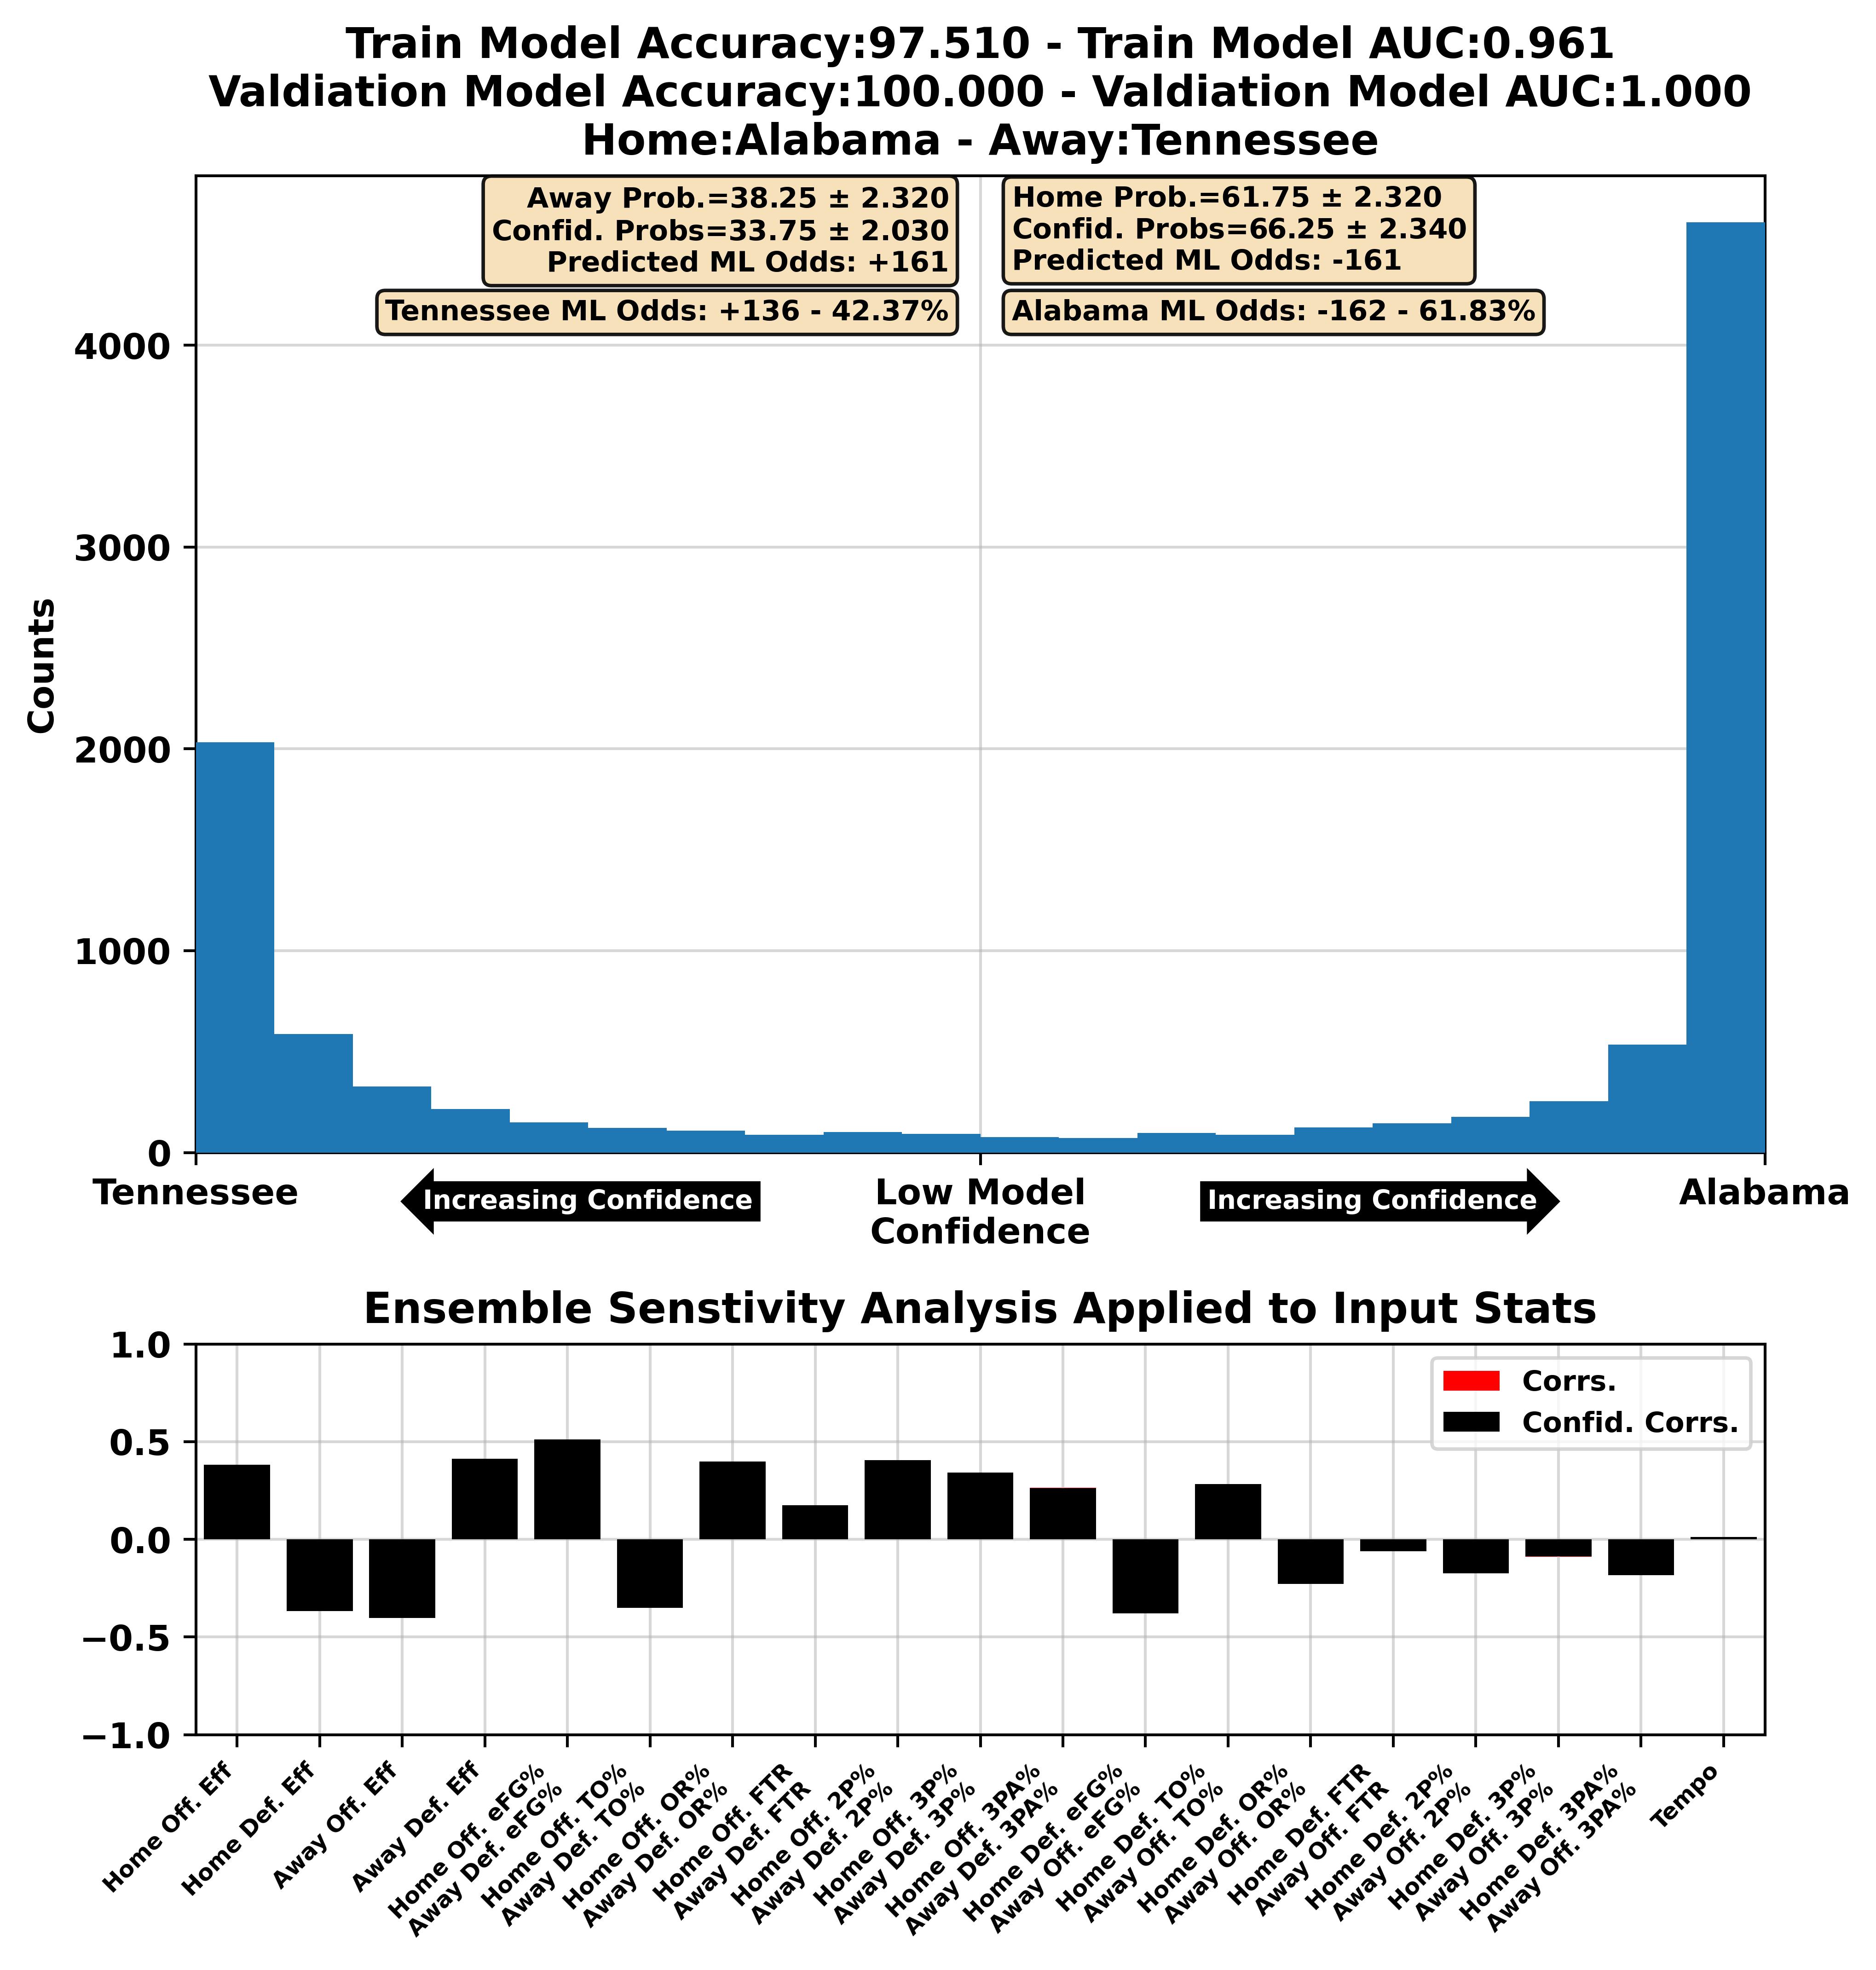 Train Model Accuracy:97.510 - Train Model AUC:0.961
Valdiation Model Accuracy:100.000 - Valdiation Model AUC:1.000
Home:Alabama - Away:Tennessee
Away Prob.=38.25 ± 2.320
Confid. Probs=33.75 ± 2.030
Predicted ML Odds: +161
Tennessee ML Odds: +136 - 42.37%
Home Prob.=61.75 ± 2.320
Confid. Probs=66.25 ± 2.340
Predicted ML Odds: -161
Alabama ML Odds: -162 - 61.83%
Counts
4000
3000
2000
1000
0
Tennessee
Increasing Confidence
Low Model
Confidence
Increasing Confidence
Alabama
Ensemble Senstivity Analysis Applied to Input Stats
Corrs.
Confid. Corrs.
1.0
0.5
0.0
−0.5
−1.0
Home Off. Eff
Home Def. Eff
Away Off. Eff
Away Def. Eff
Home Off. eFG%
Away Def. eFG%
Home Off. TO%
Away Def. TO%
Home Off. OR%
Away Def. OR%
Home Off. FTR
Away Def. FTR
Home Off. 2P%
Away Def. 2P%
Home Off. 3P%
Away Def. 3P%
Home Off. 3PA%
Away Def. 3PA%
Home Def. eFG%
Away Off. eFG%
Home Def. TO%
Away Off. TO%
Home Def. OR%
Away Off. OR%
Home Def. FTR
Away Off. FTR
Home Def. 2P%
Away Off. 2P%
Home Def. 3P%
Away Off. 3P%
Home Def. 3PA%
Away Off. 3PA%
Tempo